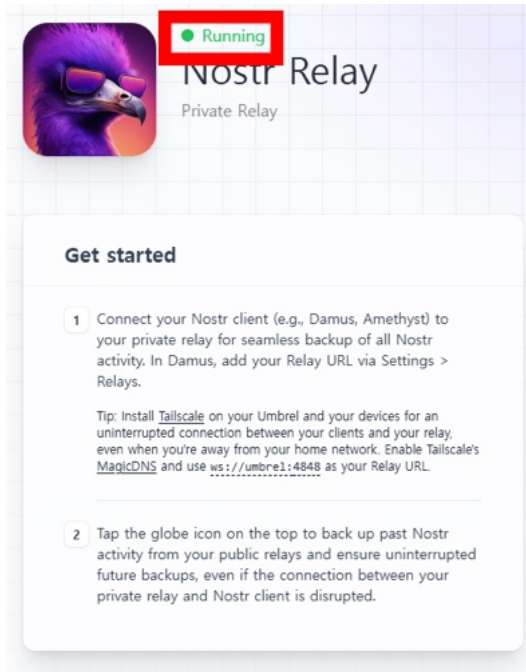 Running
Nostr Relay
Private Relay
Get started
1 Connect your Nostr client (e.g., Damus, Amethyst) to
your private relay for seamless backup of all Nostr
activity. In Damus, add your Relay URL via Settings >
Relays.
Tip: Install Tailscale on your Umbrel and your devices for an
uninterrupted connection between your clients and your relay,
even when you're away from your home network. Enable Tailscale's
MagicDNS and use ws://umbrel:4848 as your Relay URL.
2 Tap the globe icon on the top to back up past Nostr
activity from your public relays and ensure uninterrupted
future backups, even if the connection between your
private relay and Nostr client is disrupted.